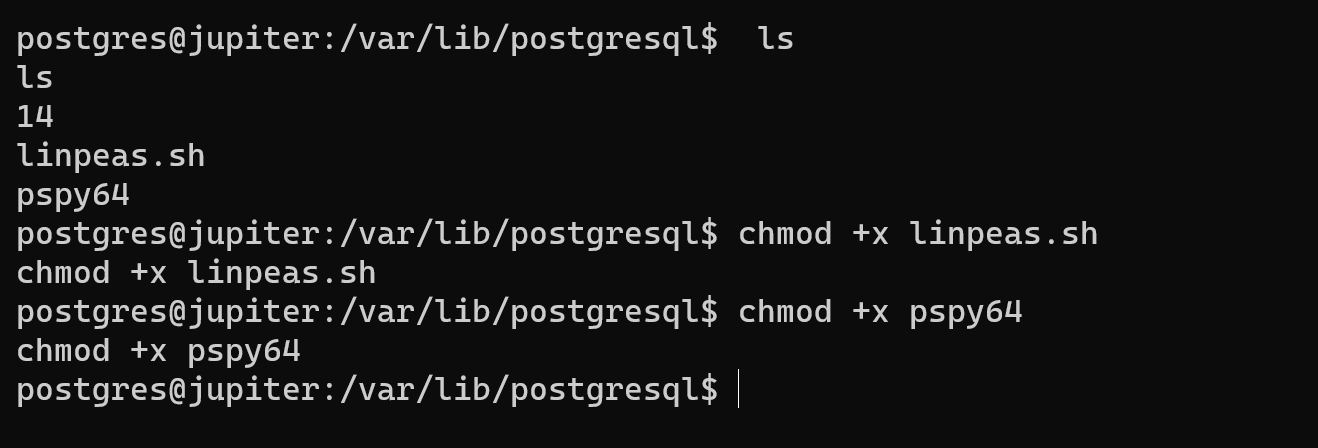 postgres@jupiter:/var/lib/postgresql$  ls
ls
14
linpeas.sh
pspy64
postgres@jupiter:/var/lib/postgresql$ chmod +x linpeas.sh
chmod +x linpeas.sh
postgres@jupiter:/var/lib/postgresql$ chmod +x pspy64
chmod +x pspy64
postgres@jupiter:/var/lib/postgresql$